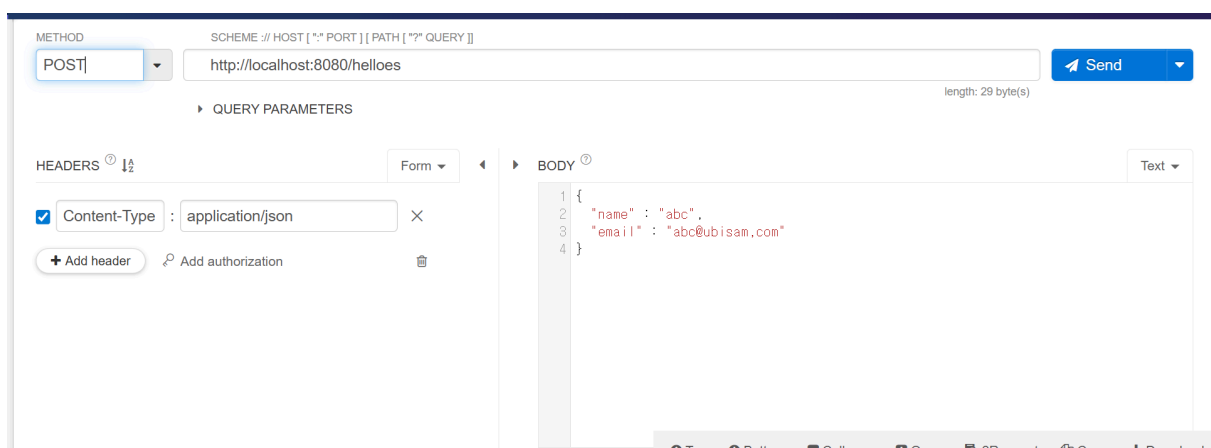 METHOD
SCHEME :// HOST [ ":" PORT ] [ PATH [ "?" QUERY ]]
POST
http://localhost:8080/helloes
Send
length: 29 byte(s)
QUERY PARAMETERS
HEADERS
Form
BODY
Text
Content-Type : application/json
+ Add header
Add authorization
1 {
2 "name" : "abc",
3 "email" : "abc@ubisam.com"
4 }